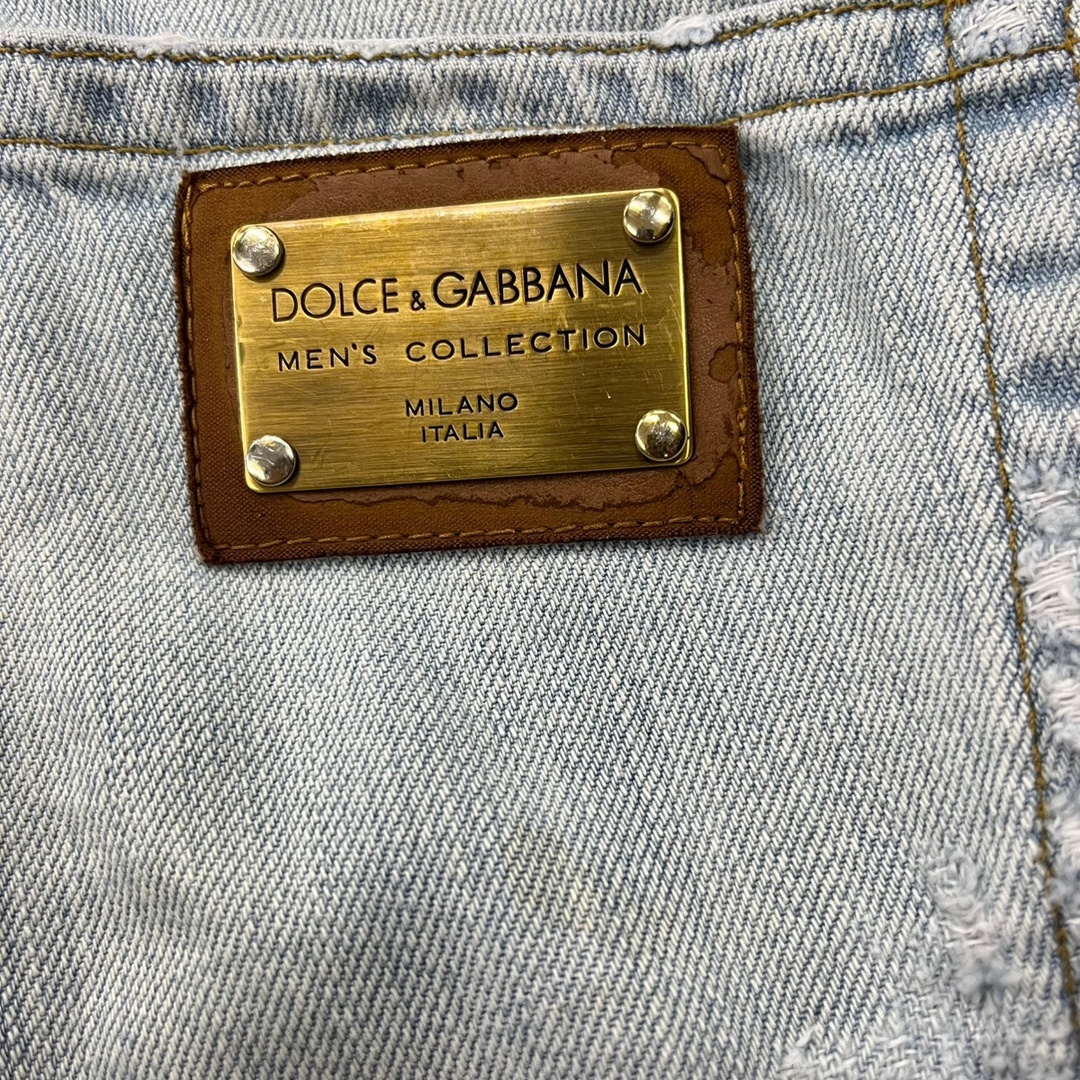 DOLCE & GABBANA
MEN'S COLLECTION
MILANO
ITALIA